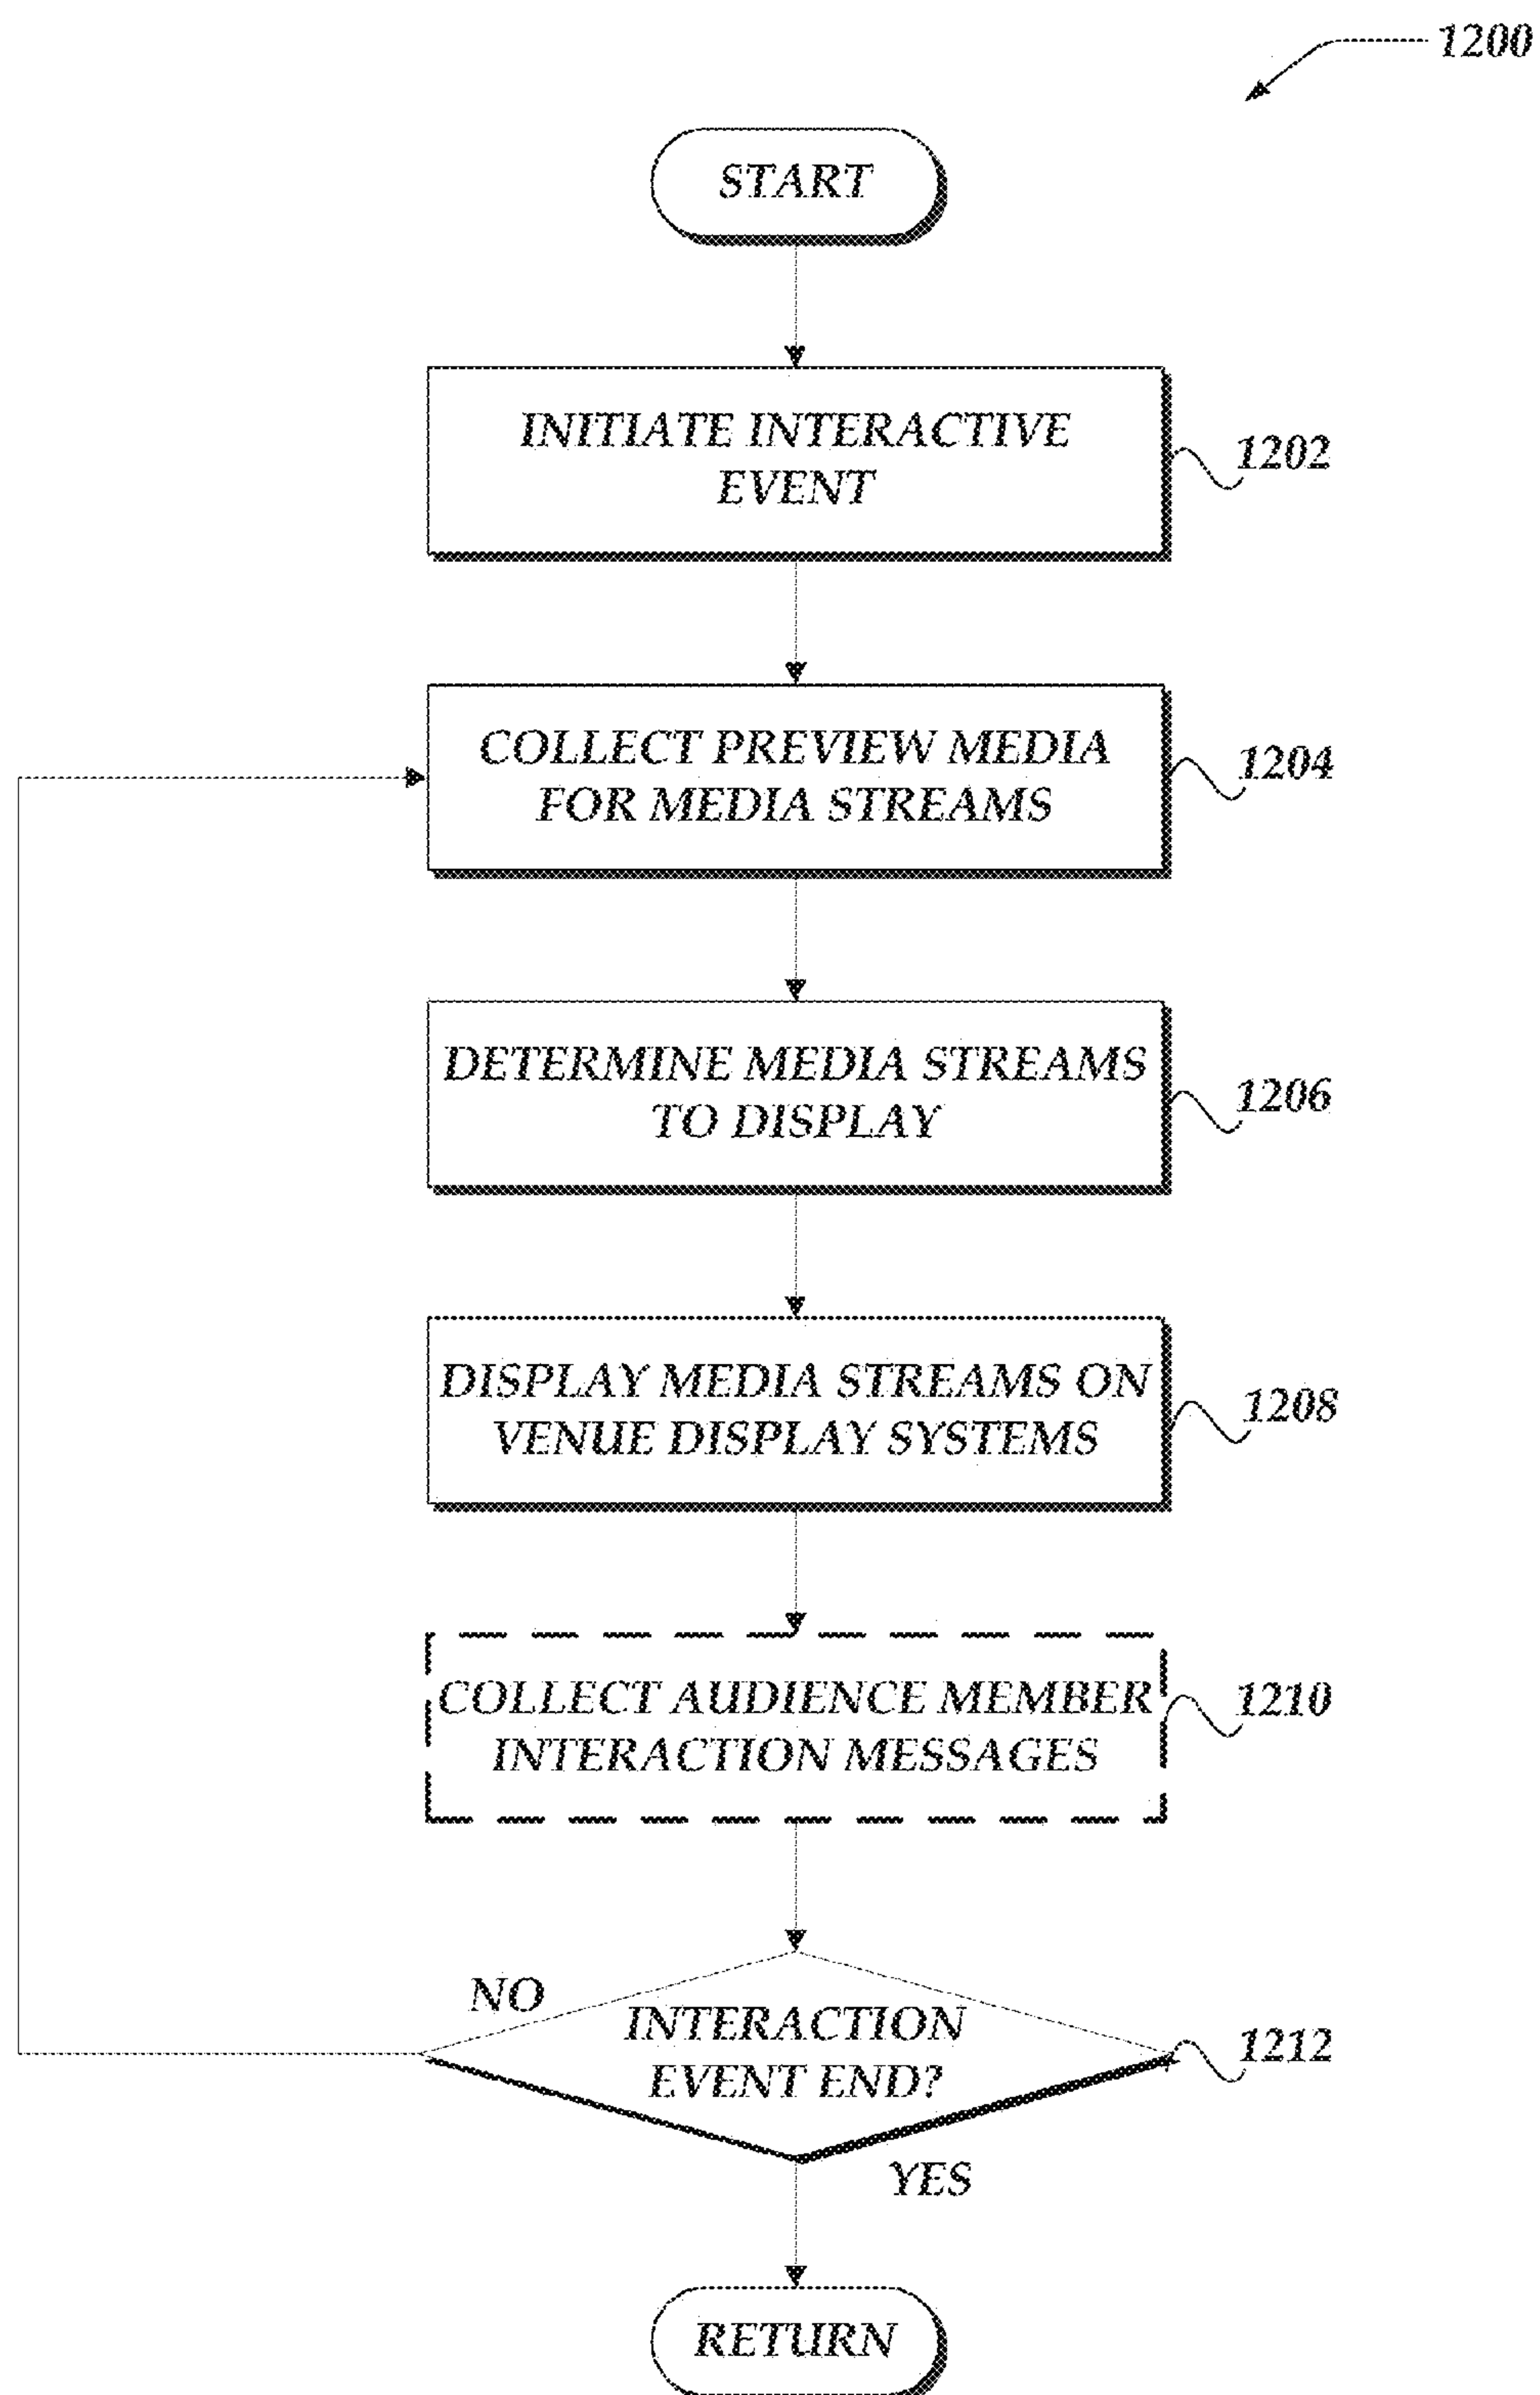 1200
START
INITIATE INTERACTIVE
EVENT
1202
COLLECT PREVIEW MEDIA
FOR MEDIA STREAMS
1204
DETERMINE MEDIA STREAMS
TO DISPLAY
1206
DISPLAY MEDIA STREAMS ON
VENUE DISPLAY SYSTEMS
1208
COLLECT AUDIENCE MEMBER
INTERACTION MESSAGES
1210
NO
INTERACTION
EVENT END?
1212
YES
RETURN